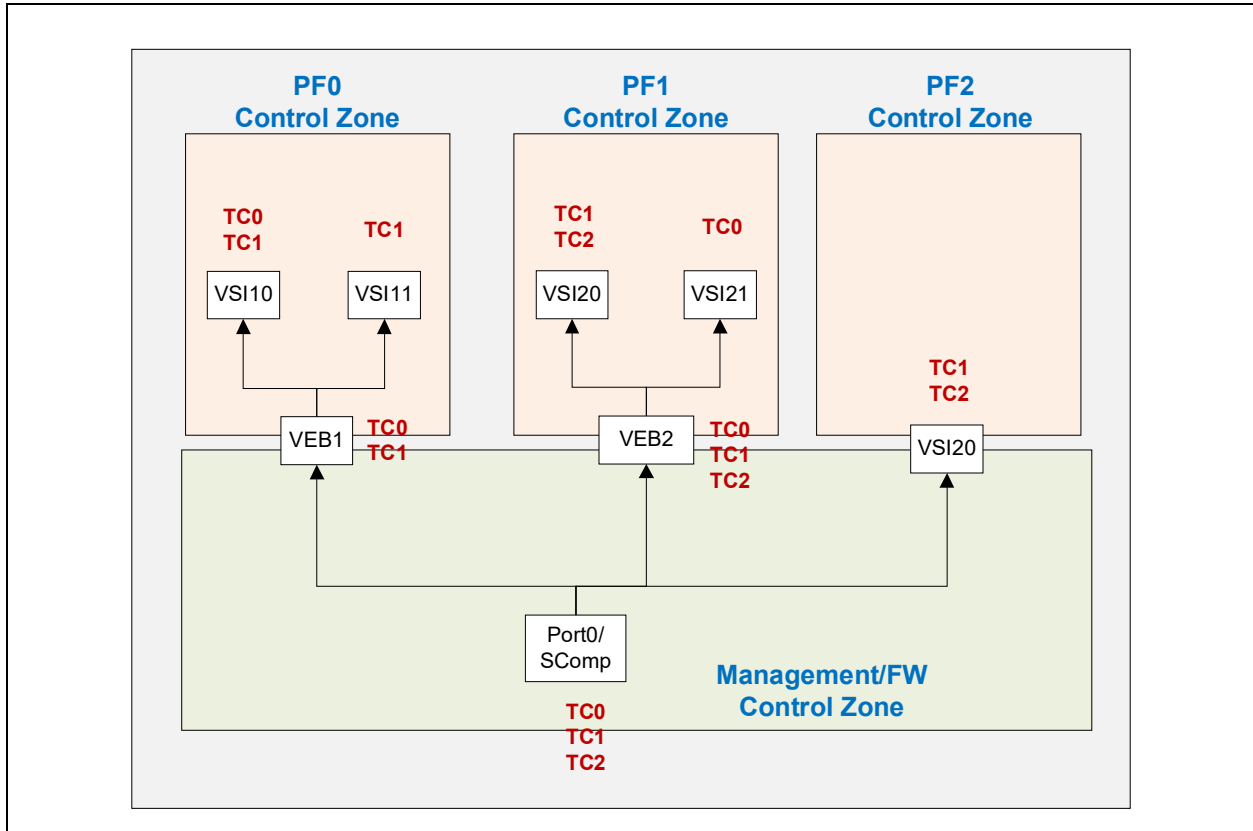 PF0
Control Zone
PF1
Control Zone
PF2
Control Zone
TC0
TC1
TC1
TC1
TC2
TC0
VSI10
VSI11
VSI20
VSI21
TC1
TC2
VEB1
TC0
TC1
VEB2
TC0
TC1
TC2
VSI20
Port0/
SComp
Management/FW
Control Zone
TC0
TC1
TC2